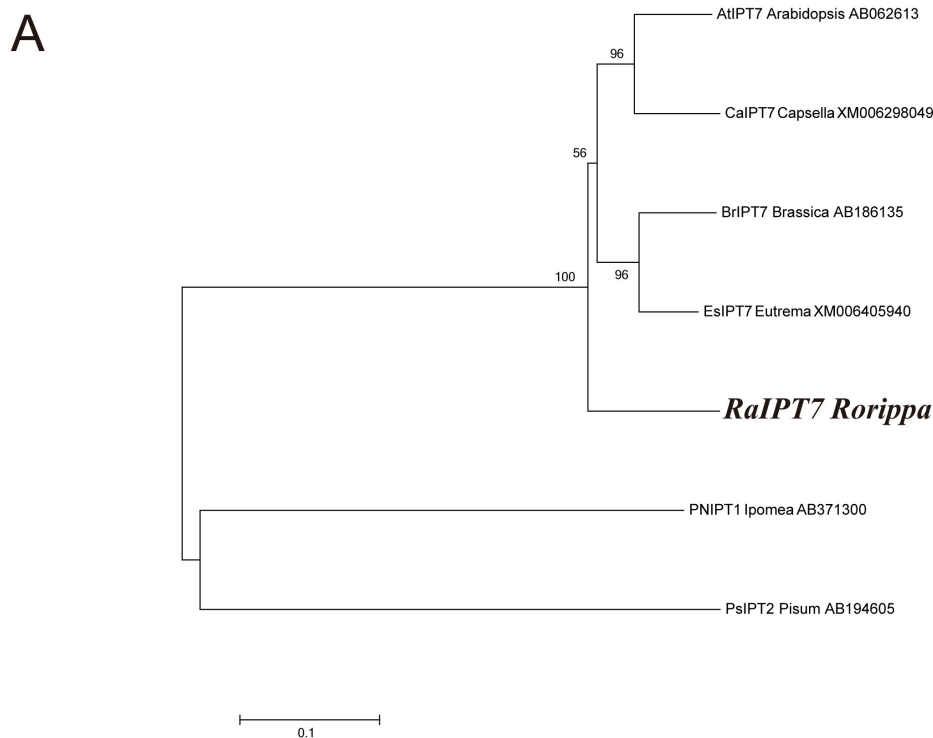 A
AtIPT7 Arabidopsis AB062613
96
CaIPT7 Capsella XM006298049
56
BrIPT7 Brassica AB186135
96
100
EsIPT7 Eutrema XM006405940
RaIPT7 Rorippa
PNIPT1 Ipomea AB371300
PsIPT2 Pisum AB194605
0.1